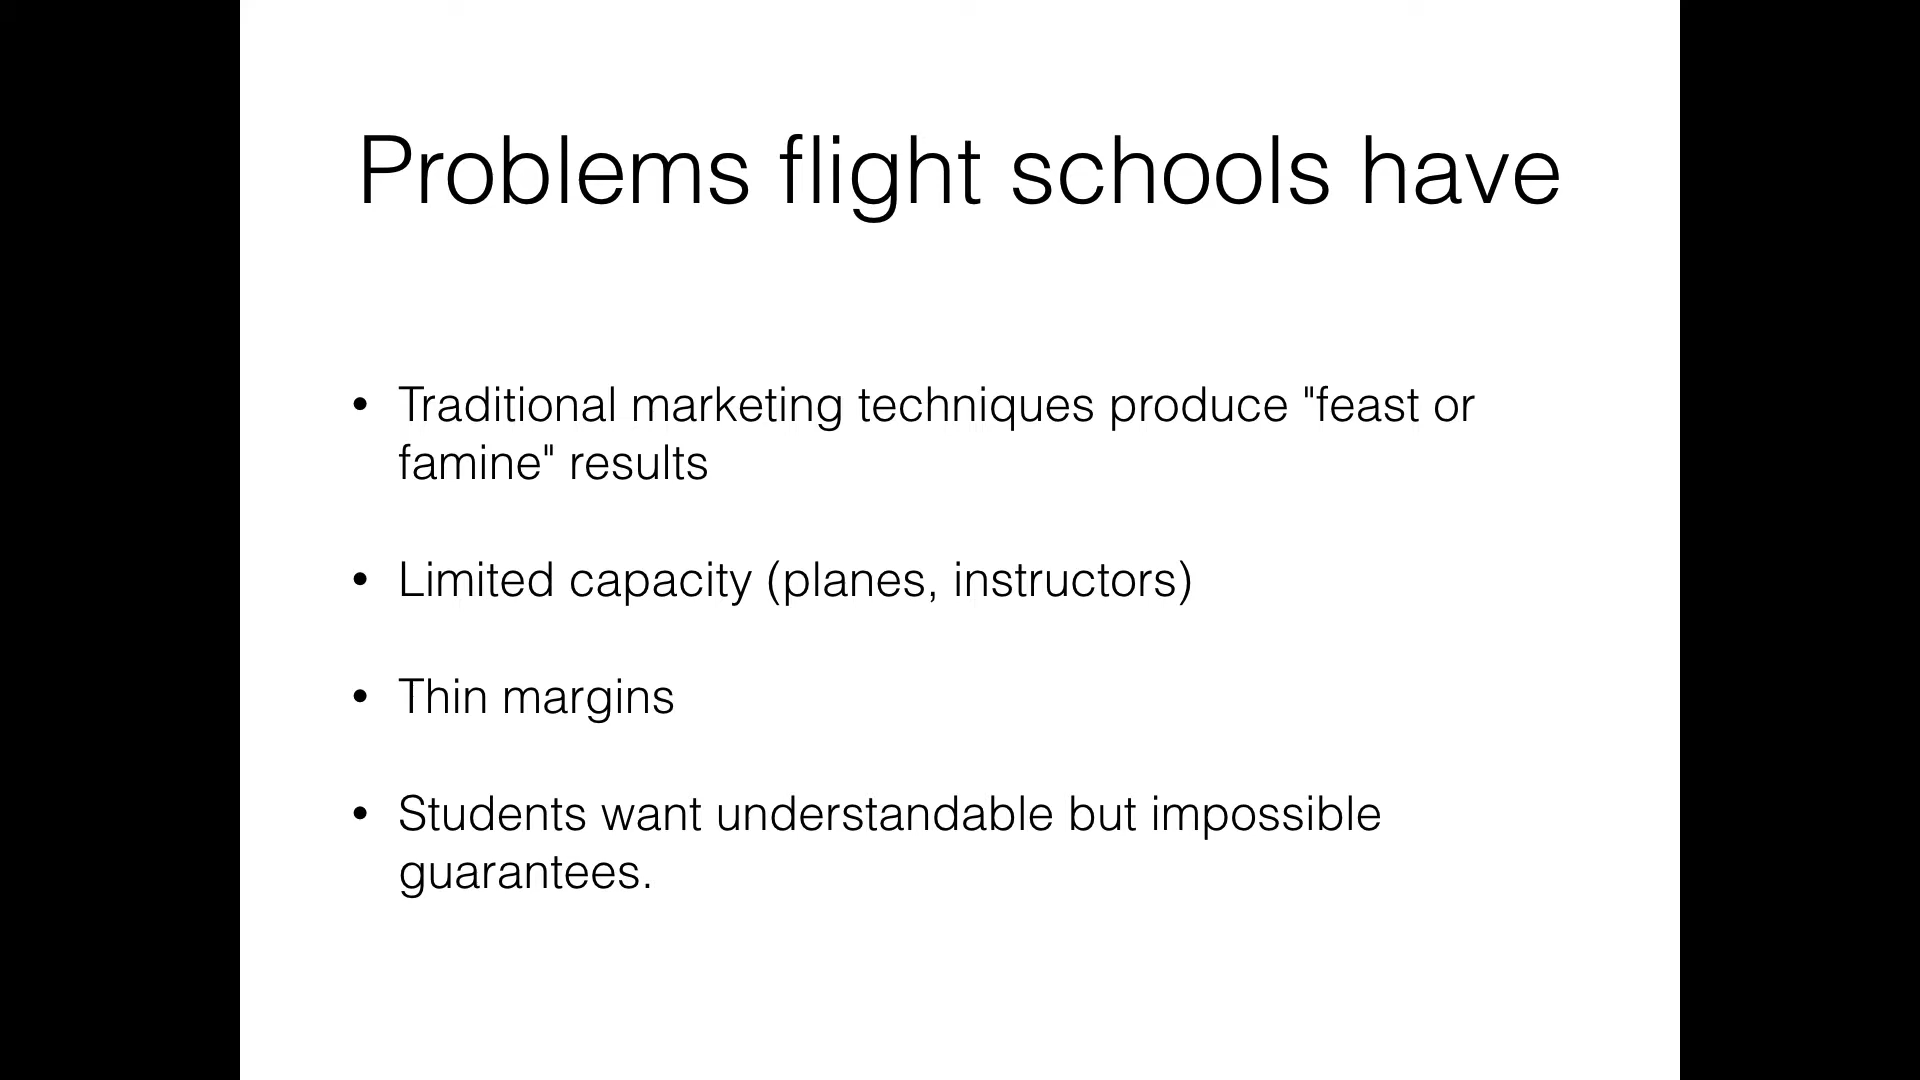 Problems flight schools have
• Traditional marketing techniques produce "feast or
famine" results
• Limited capacity (planes, instructors)
• Thin margins
• Students want understandable but impossible
guarantees.